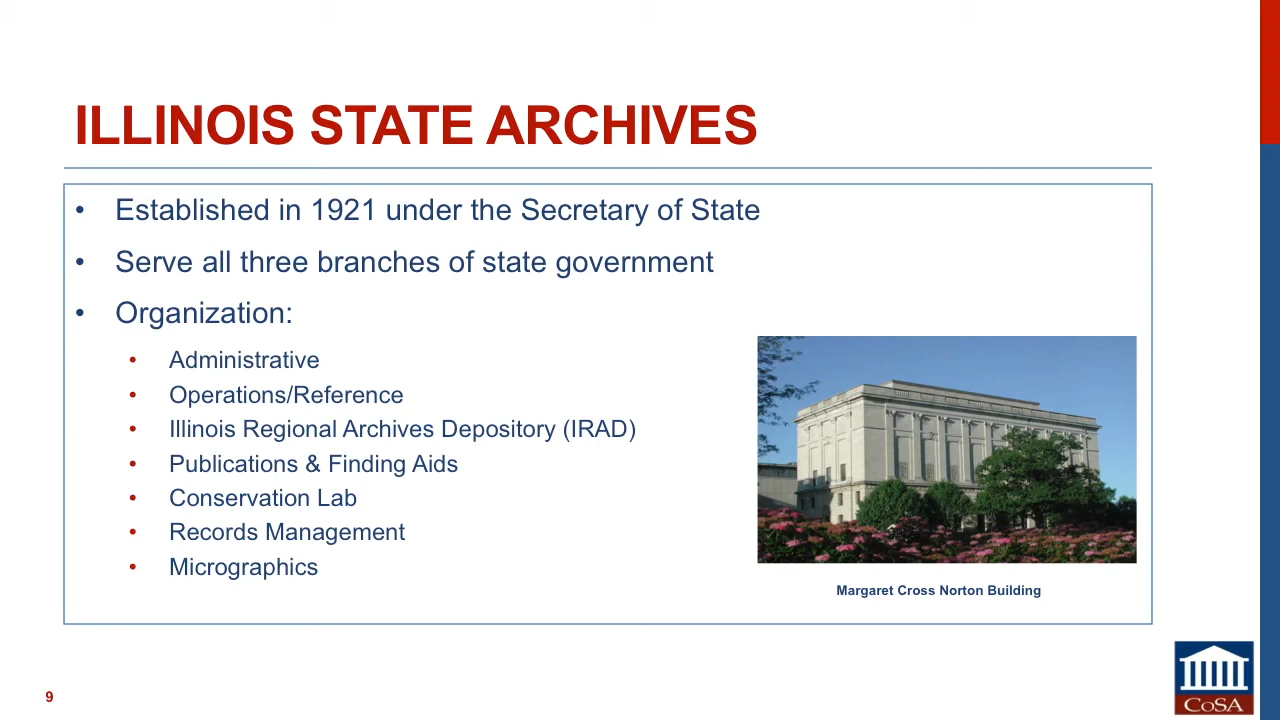 ILLINOIS STATE ARCHIVES
• Established in 1921 under the Secretary of State
• Serve all three branches of state government
• Organization:
• Administrative
• Operations/Reference
• Illinois Regional Archives Depository (IRAD)
• Publications & Finding Aids
• Conservation Lab
• Records Management
• Micrographics
Margaret Cross Norton Building
9
CoSA